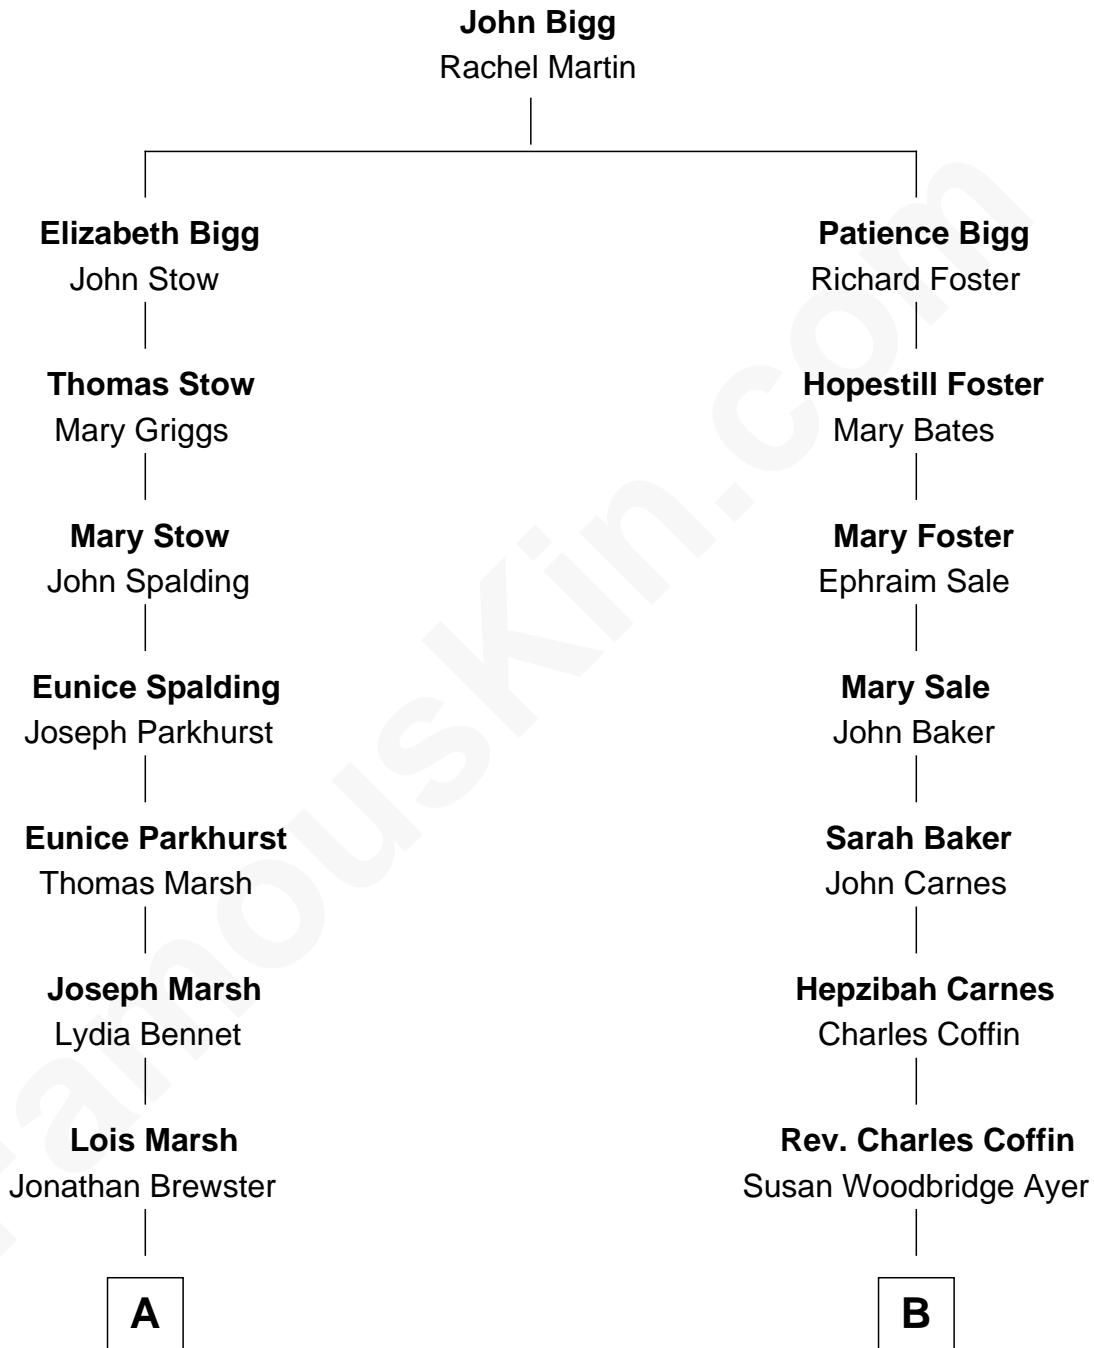 John Bigg
Rachel Martin
Elizabeth Bigg
John Stow
Patience Bigg
Richard Foster
Thomas Stow
Mary Griggs
Hopestill Foster
Mary Bates
Mary Stow
John Spalding
Mary Foster
Ephraim Sale
Eunice Spalding
Joseph Parkhurst
Mary Sale
John Baker
Eunice Parkhurst
Thomas Marsh
Sarah Baker
John Carnes
Joseph Marsh
Lydia Bennet
Hepzibah Carnes
Charles Coffin
Lois Marsh
Jonathan Brewster
Rev. Charles Coffin
Susan Woodbridge Ayer
A
B
FamousKin.com